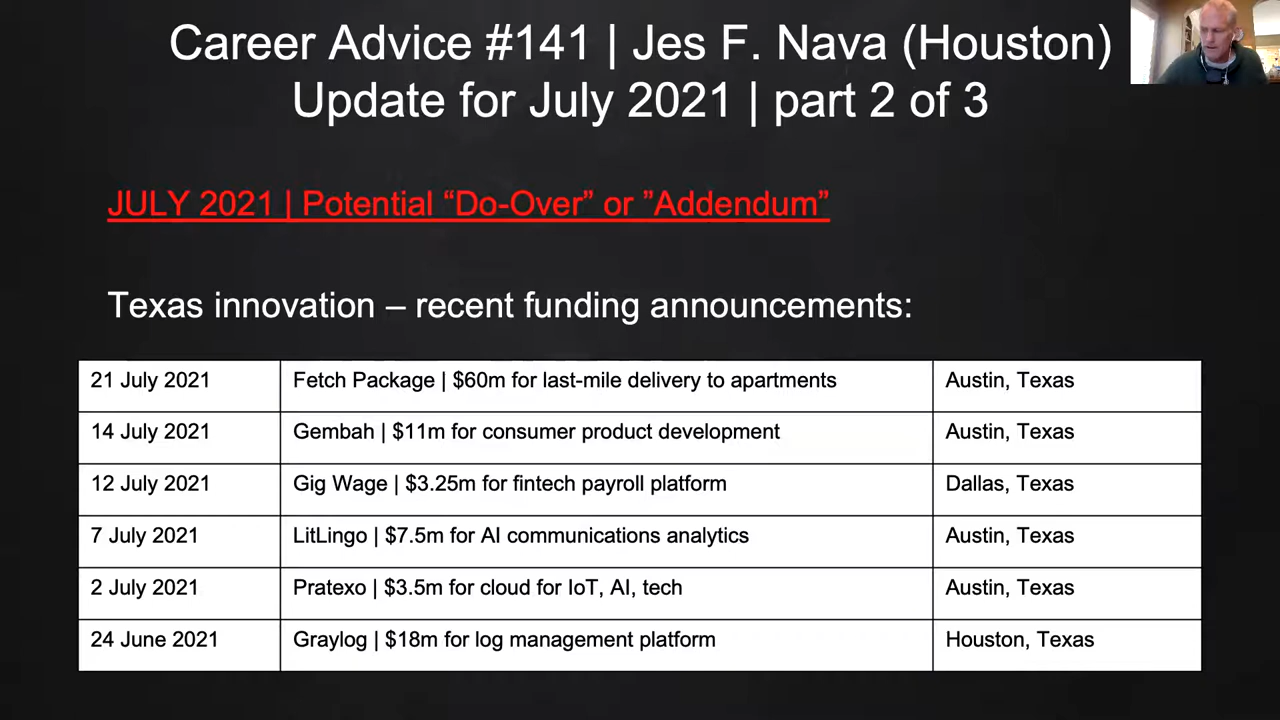 Career Advice #141 | Jes F. Nava (Houston)
Update for July 2021 | part 2 of 3
JULY 2021 | Potential “Do-Over” or ”Addendum”
Texas innovation – recent funding announcements:
21 July 2021 Fetch Package | $60m for last-mile delivery to apartments Austin, Texas
14 July 2021 Gembah | $11m for consumer product development Austin, Texas
12 July 2021 Gig Wage | $3.25m for fintech payroll platform Dallas, Texas
7 July 2021 LitLingo | $7.5m for AI communications analytics Austin, Texas
2 July 2021 Pratexo | $3.5m for cloud for IoT, AI, tech Austin, Texas
24 June 2021 Graylog | $18m for log management platform Houston, Texas